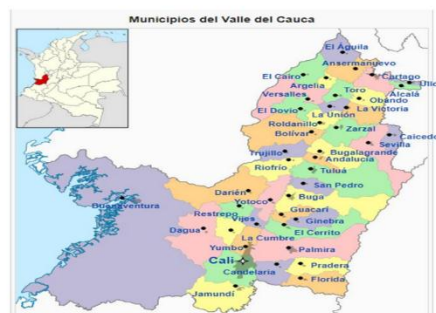 Municipios del Valle del Cauca
El Águila
Ansermanuevo
El Cairo
Cartago
Argelia
Ulloa
Alcalá
Toro
Versalles
Obando
La Victoria
El Dovio
La Unión
Roldanillo
Zarzal
Bolívar
Caicedo
Sevilla
Trujillo
Bugalagrande
Andalucía
Riofrío
Tuluá
San Pedro
Darién
Buga
Yotoco
Buenaventura
Restrepo
Guacarí
Vijes
Ginebra
Dagua
El Cerrito
La Cumbre
Yumbo
Palmira
Cali
Candelaria
Pradera
Jamundí
Florida